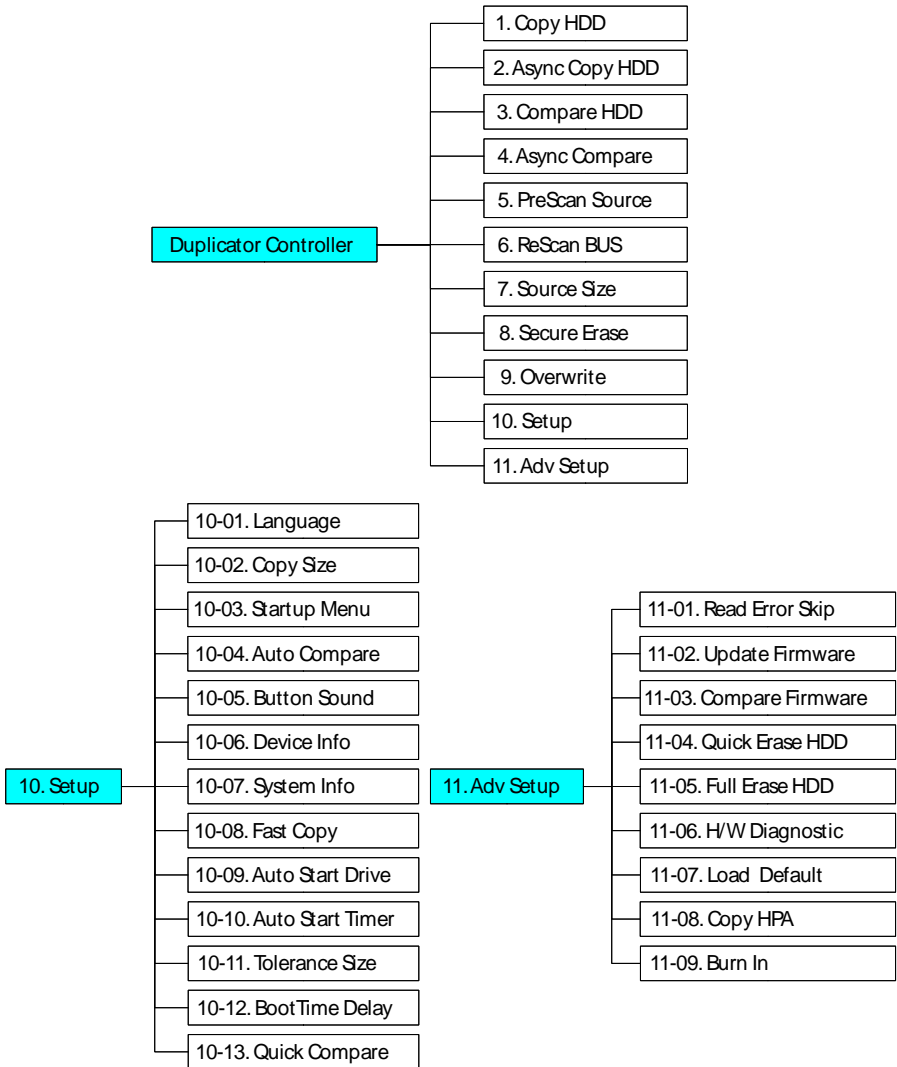 1. Copy HDD
2. Async Copy HDD
3. Compare HDD
4. Async Compare
5. PreScan Source
Duplicator Controller
6. ReScan BUS
7. Source Size
8. Secure Erase
9. Overwrite
10. Setup
11. Adv Setup
10-01. Language
10-02. Copy Size
10-03. Startup Menu
10-04. Auto Compare
10-05. Button Sound
10-06. Device Info
10. Setup
10-07. System Info
10-08. Fast Copy
10-09. Auto Start Drive
10-10. Auto Start Timer
10-11. Tolerance Size
10-12. BootTime Delay
10-13. Quick Compare
11-01. Read Error Skip
11-02. Update Firmware
11-03. Compare Firmware
11-04. Quick Erase HDD
11. Adv Setup
11-05. Full Erase HDD
11-06. H/W Diagnostic
11-07. Load Default
11-08. Copy HPA
11-09. Burn In